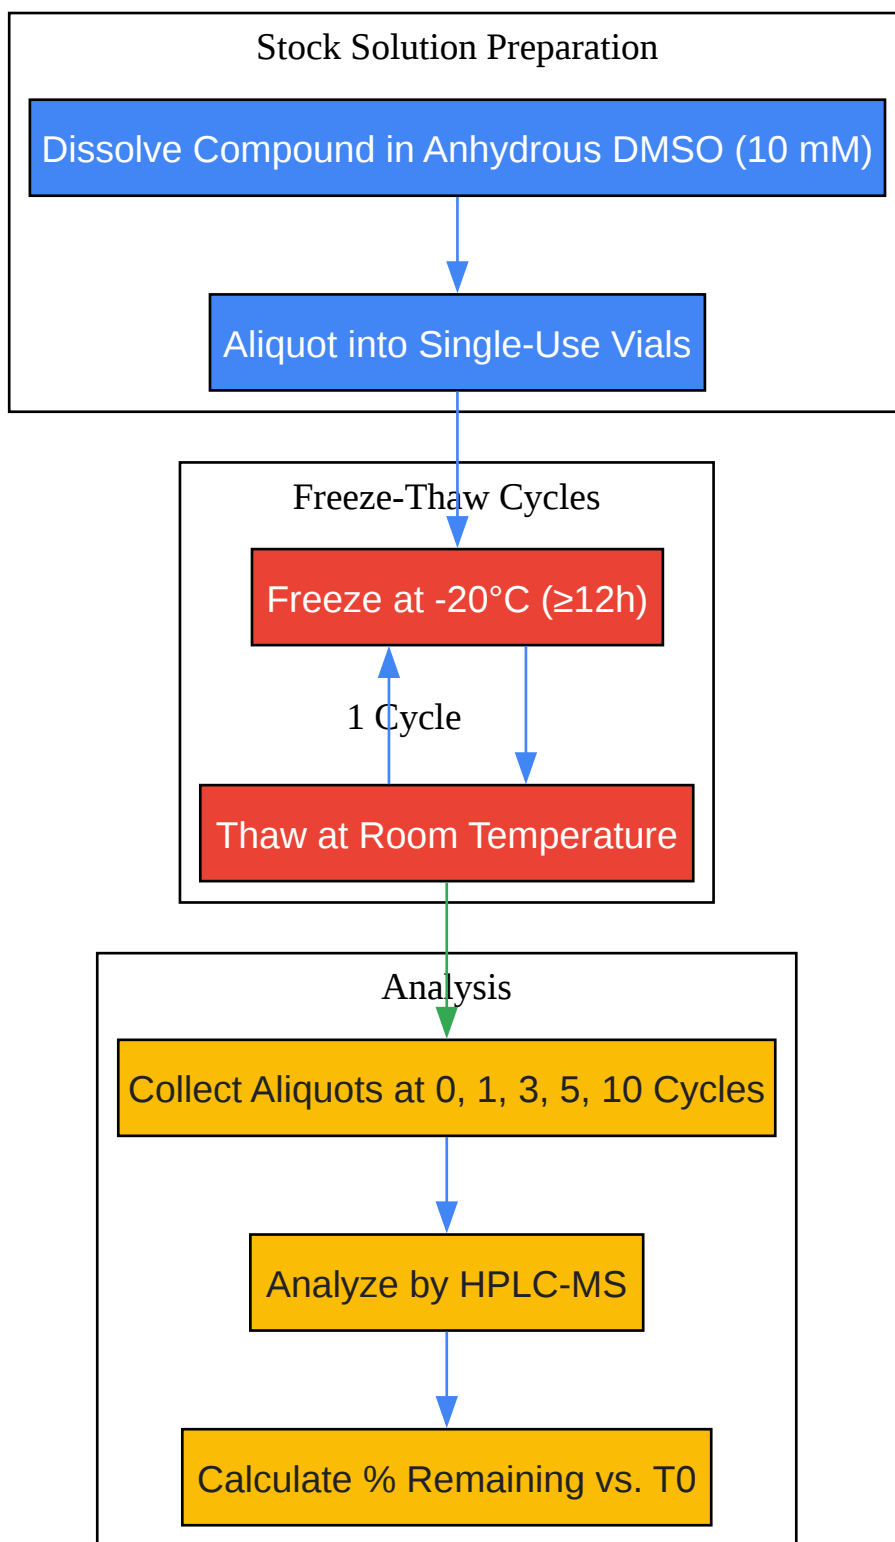 Stock Solution Preparation
Dissolve Compound in Anhydrous DMSO (10 mM)
Aliquot into Single-Use Vials
Freeze-Thaw Cycles
Freeze at -20°C (≥12h)
1 Cycle
Thaw at Room Temperature
Analysis
Collect Aliquots at 0, 1, 3, 5, 10 Cycles
Analyze by HPLC-MS
Calculate % Remaining vs. T0